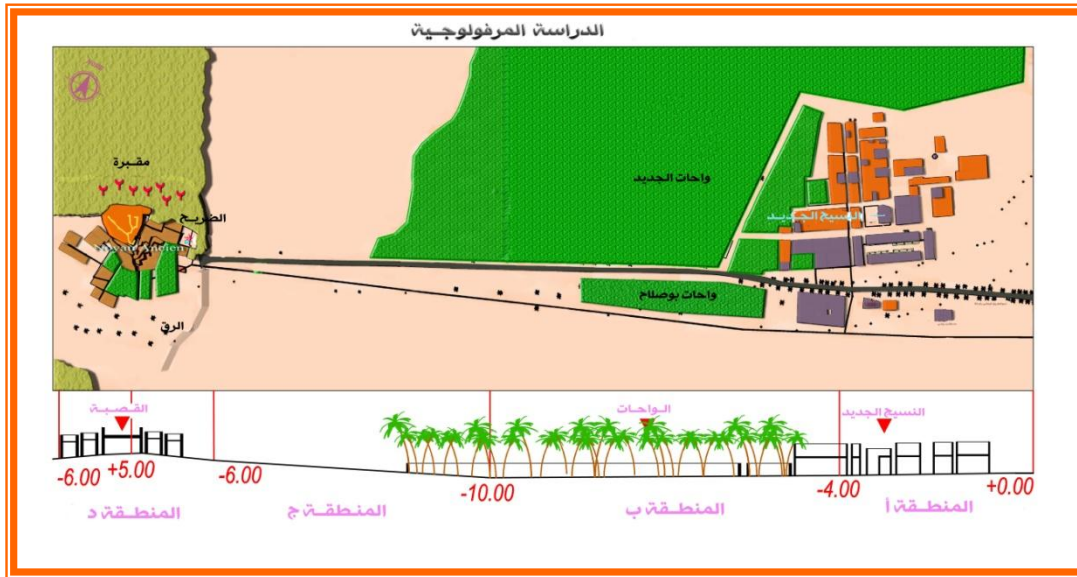 الدراسة المرفولوجية
مقبرة
الضريح
واحات الجديد
النسيج الجديد
Ancien
واحات بوصلاح
الرق
القصبة
الواحات
النسيج الجديد
-6.00
+5.00
-6.00
-10.00
-4.00
+0.00
المنطقة د
المنطقة ج
المنطقة ب
المنطقة أ